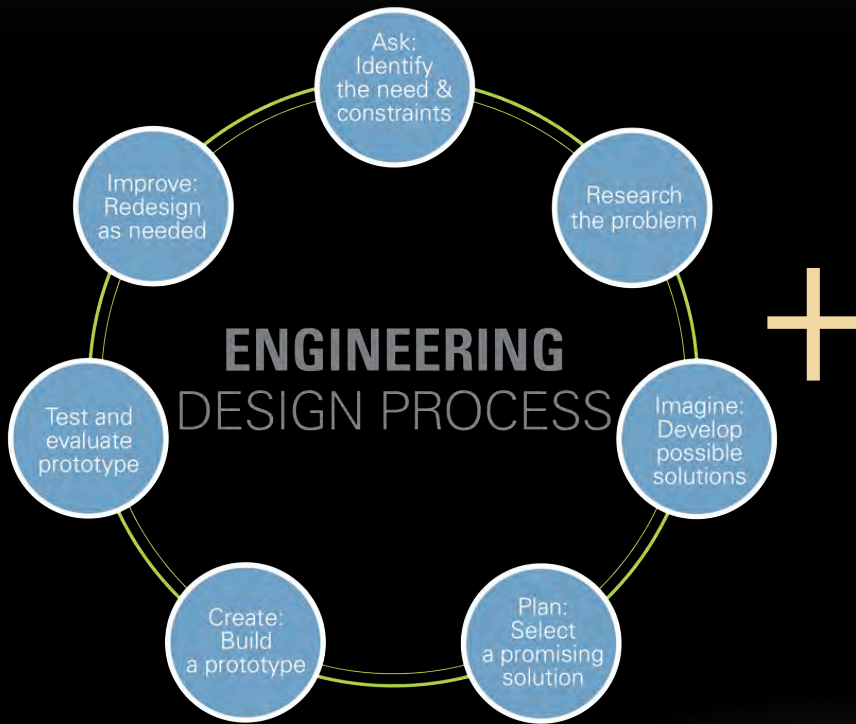 Ask:
Identify
the need &
constraints
Research
the problem
Imagine:
Develop
possible
solutions
Plan:
Select
a promising
solution
Create:
Build
a prototype
Test and
evaluate
prototype
Improve:
Redesign
as needed
ENGINEERING
DESIGN PROCESS
+